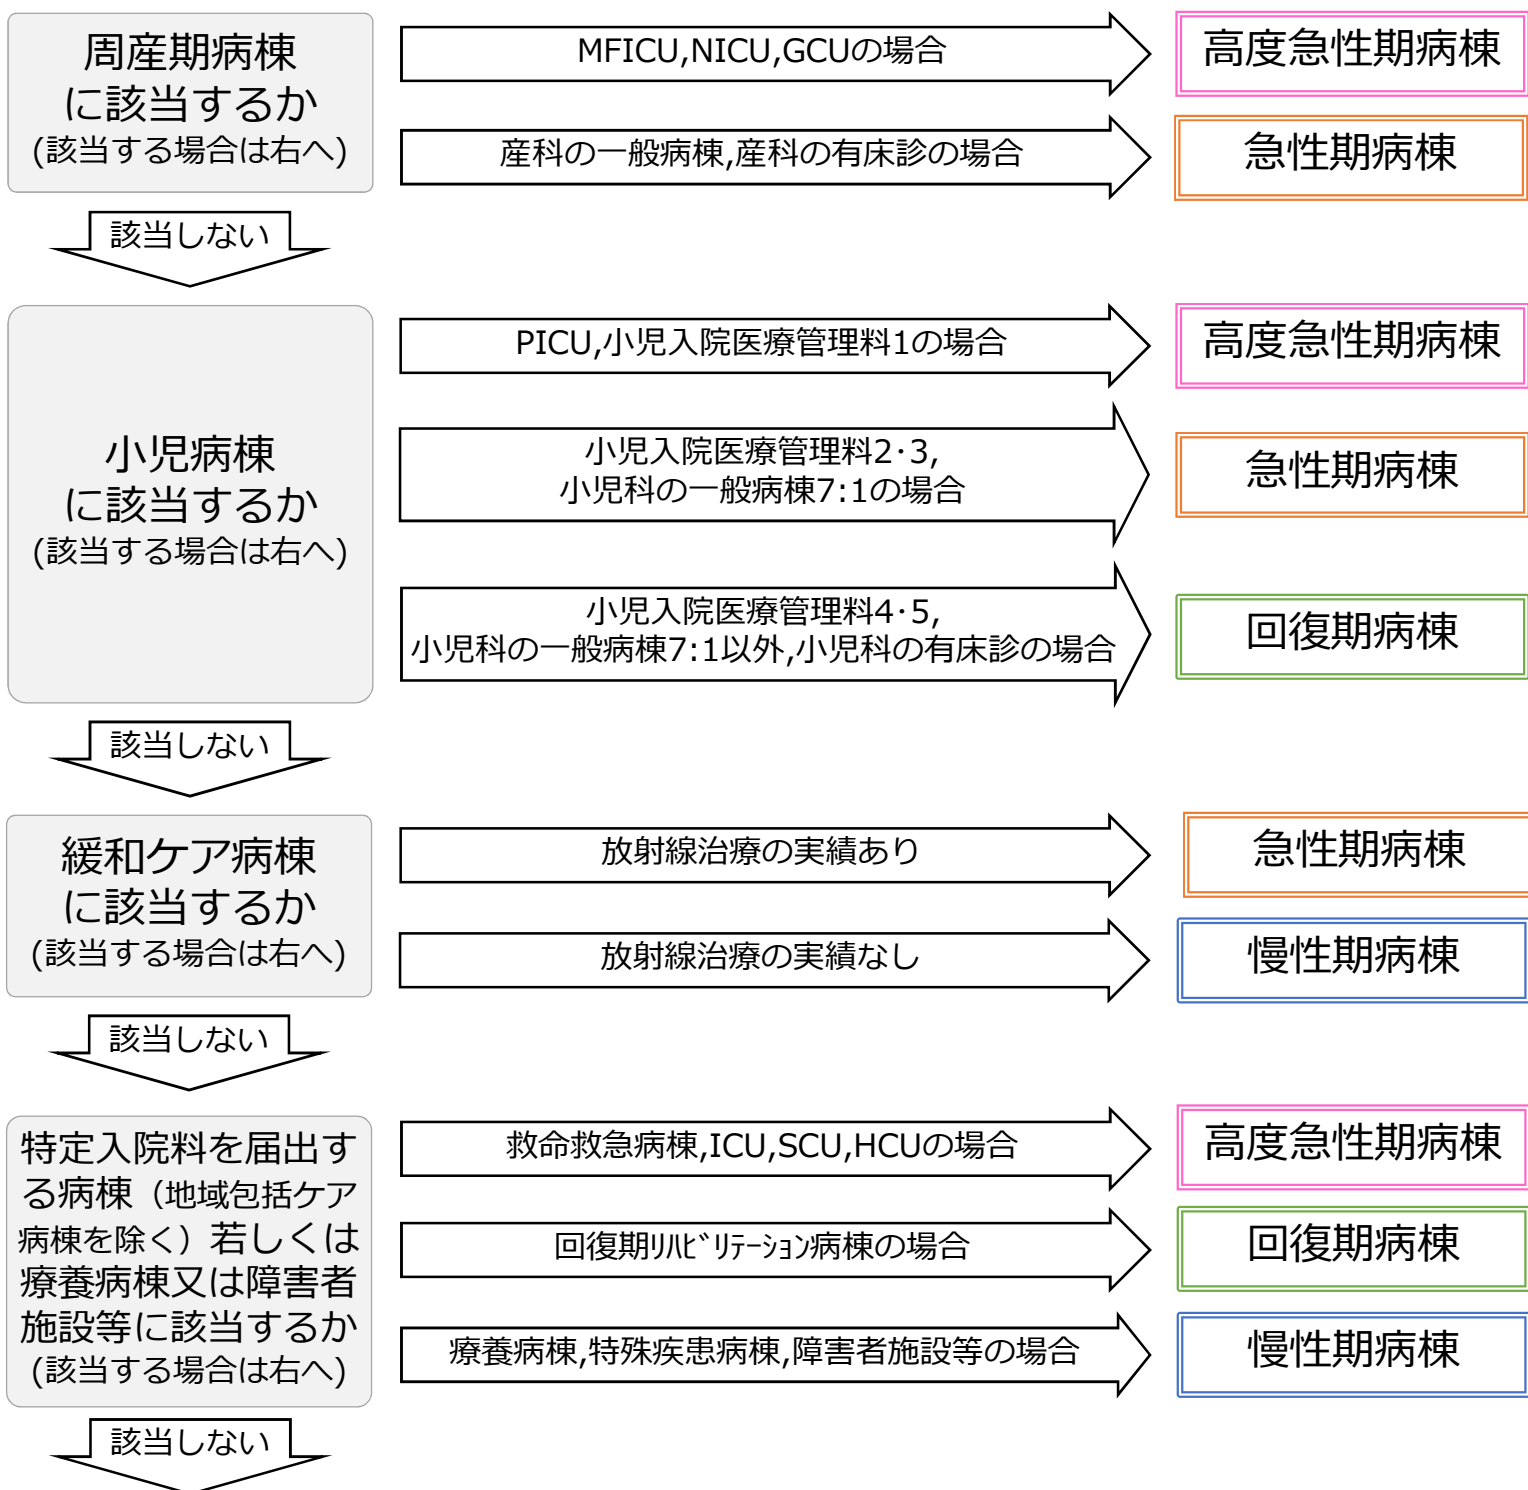 周産期病棟
に該当するか
(該当する場合は右へ)
MFICU,NICU,GCUの場合
高度急性期病棟
産科の一般病棟,産科の有床診の場合
急性期病棟
該当しない
小児病棟
に該当するか
(該当する場合は右へ)
PICU,小児入院医療管理料1の場合
高度急性期病棟
小児入院医療管理料2･3,
小児科の一般病棟7:1の場合
急性期病棟
小児入院医療管理料4･5,
小児科の一般病棟7:1以外,小児科の有床診の場合
回復期病棟
該当しない
緩和ケア病棟
に該当するか
(該当する場合は右へ)
放射線治療の実績あり
急性期病棟
放射線治療の実績なし
慢性期病棟
該当しない
特定入院料を届出す
る病棟（地域包括ケア
病棟を除く）若しくは
療養病棟又は障害者
施設等に該当するか
(該当する場合は右へ)
救命救急病棟,ICU,SCU,HCUの場合
高度急性期病棟
回復期ﾘﾊﾋﾞﾘﾃｰｼｮﾝ病棟の場合
回復期病棟
療養病棟,特殊疾患病棟,障害者施設等の場合
慢性期病棟
該当しない